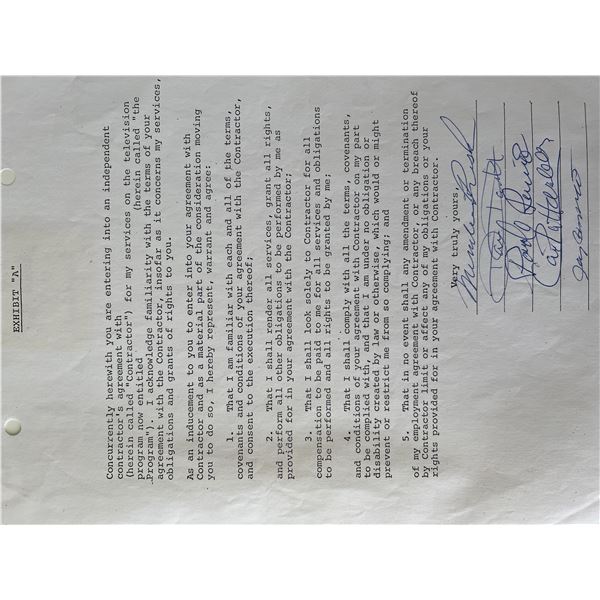 EXHIBIT "A"
Concurrently herewith you are entering into an independent
contractor's agreement with
(herein called "Contractor") for my services on the television
program now entitled (herein called "the
Program"). I acknowledge familiarity with the terms of your
agreement with the Contractor, insofar as it concerns my services,
obligations and grants of rights to you.
As an inducement to you to enter into your agreement with
Contractor and as a material part of the consideration moving
you to do so, I hereby represent, warrant and agree:
1. That I am familiar with each and all of the terms,
covenants and conditions of your agreement with the Contractor,
and consent to the execution thereof;
2. That I shall render all services, grant all rights,
and perform all other obligations to be performed by me as
provided for in your agreement with the Contractor;
3. That I shall look solely to Contractor for all
compensation to be paid to me for all services and obligations
to be performed and all rights to be granted by me;
4. That I shall comply with all the terms, covenants,
and conditions of your agreement with Contractor on my part
to be complied with, and that I am under no obligation or
disability created by law or otherwise, which would or might
prevent or restrict me from so complying; and
5. That in no event shall any amendment or termination
of my employment agreement with Contractor, or any breach thereof
by Contractor limit or affect any of my obligations or your
rights provided for in your agreement with Contractor.
Very truly yours,